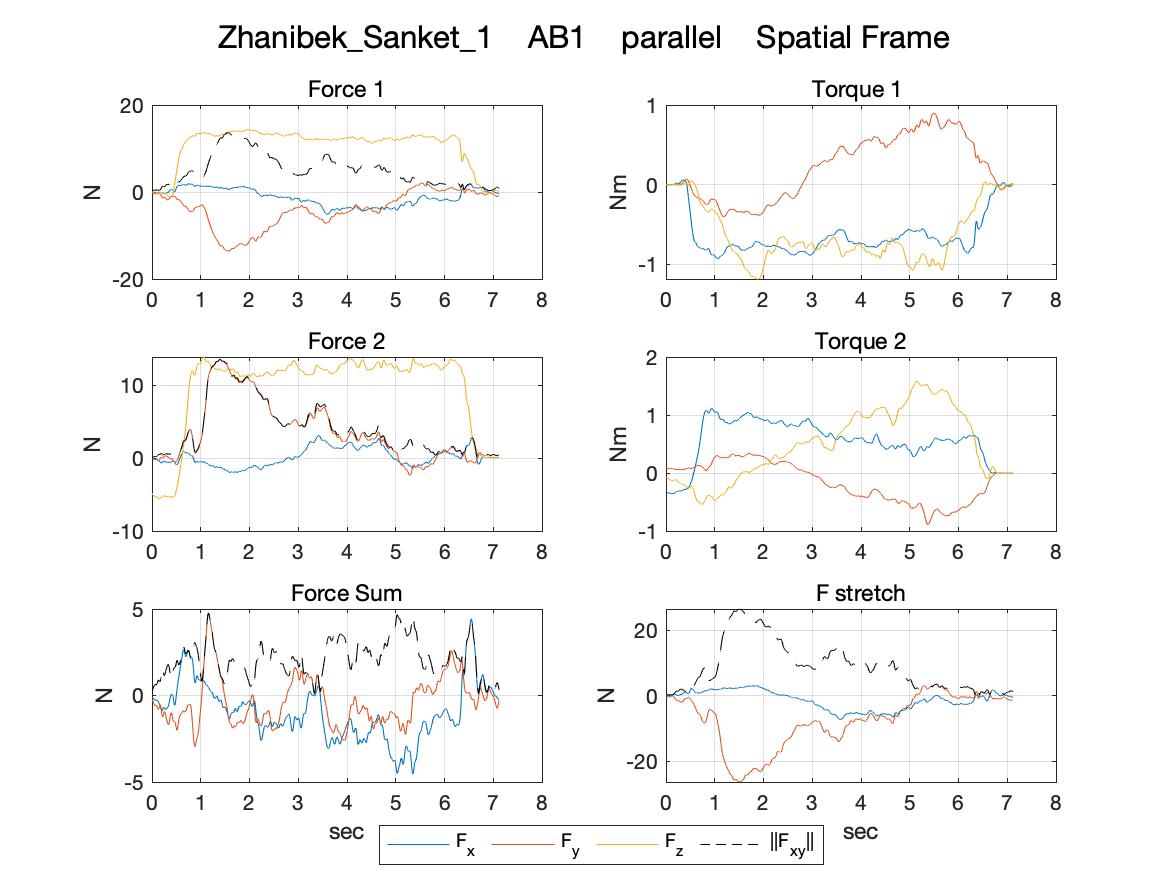 Zhanibek_Sanket_1 AB1 parallel Spatial Frame
Force 1
20
0
-20
N
0 1 2 3 4 5 6 7 8
Torque 1
1
0
-1
Nm
0 1 2 3 4 5 6 7 8
Force 2
10
0
-10
N
0 1 2 3 4 5 6 7 8
Torque 2
2
1
0
-1
Nm
0 1 2 3 4 5 6 7 8
Force Sum
5
0
-5
N
0 1 2 3 4 5 6 7 8
sec
F stretch
20
0
-20
N
0 1 2 3 4 5 6 7 8
sec
Fx Fy Fz ||Fxy||